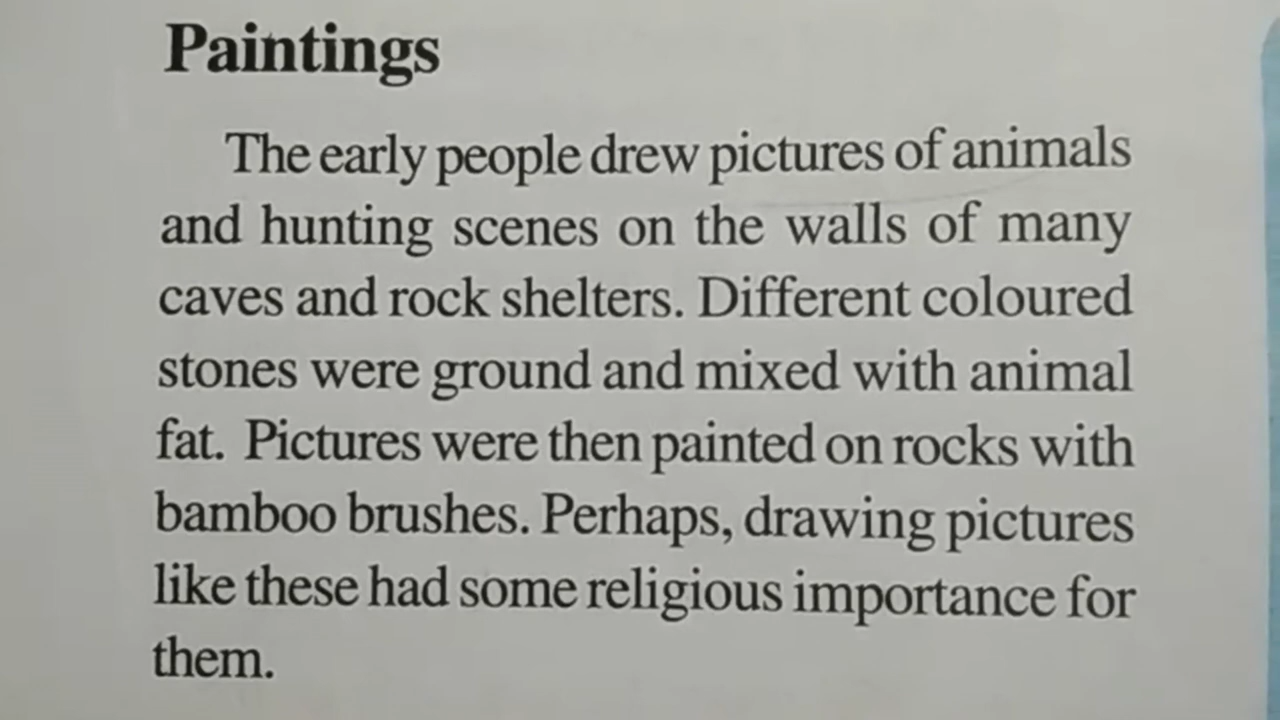 Paintings
The early people drew pictures of animals
and hunting scenes on the walls of many
caves and rock shelters. Different coloured
stones were ground and mixed with animal
fat. Pictures were then painted on rocks with
bamboo brushes. Perhaps, drawing pictures
like these had some religious importance for
them.